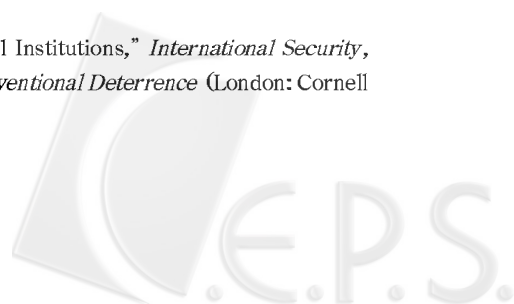 l Institutions,” International Security,
ventional Deterrence (London: Cornell
C.E.P.S.